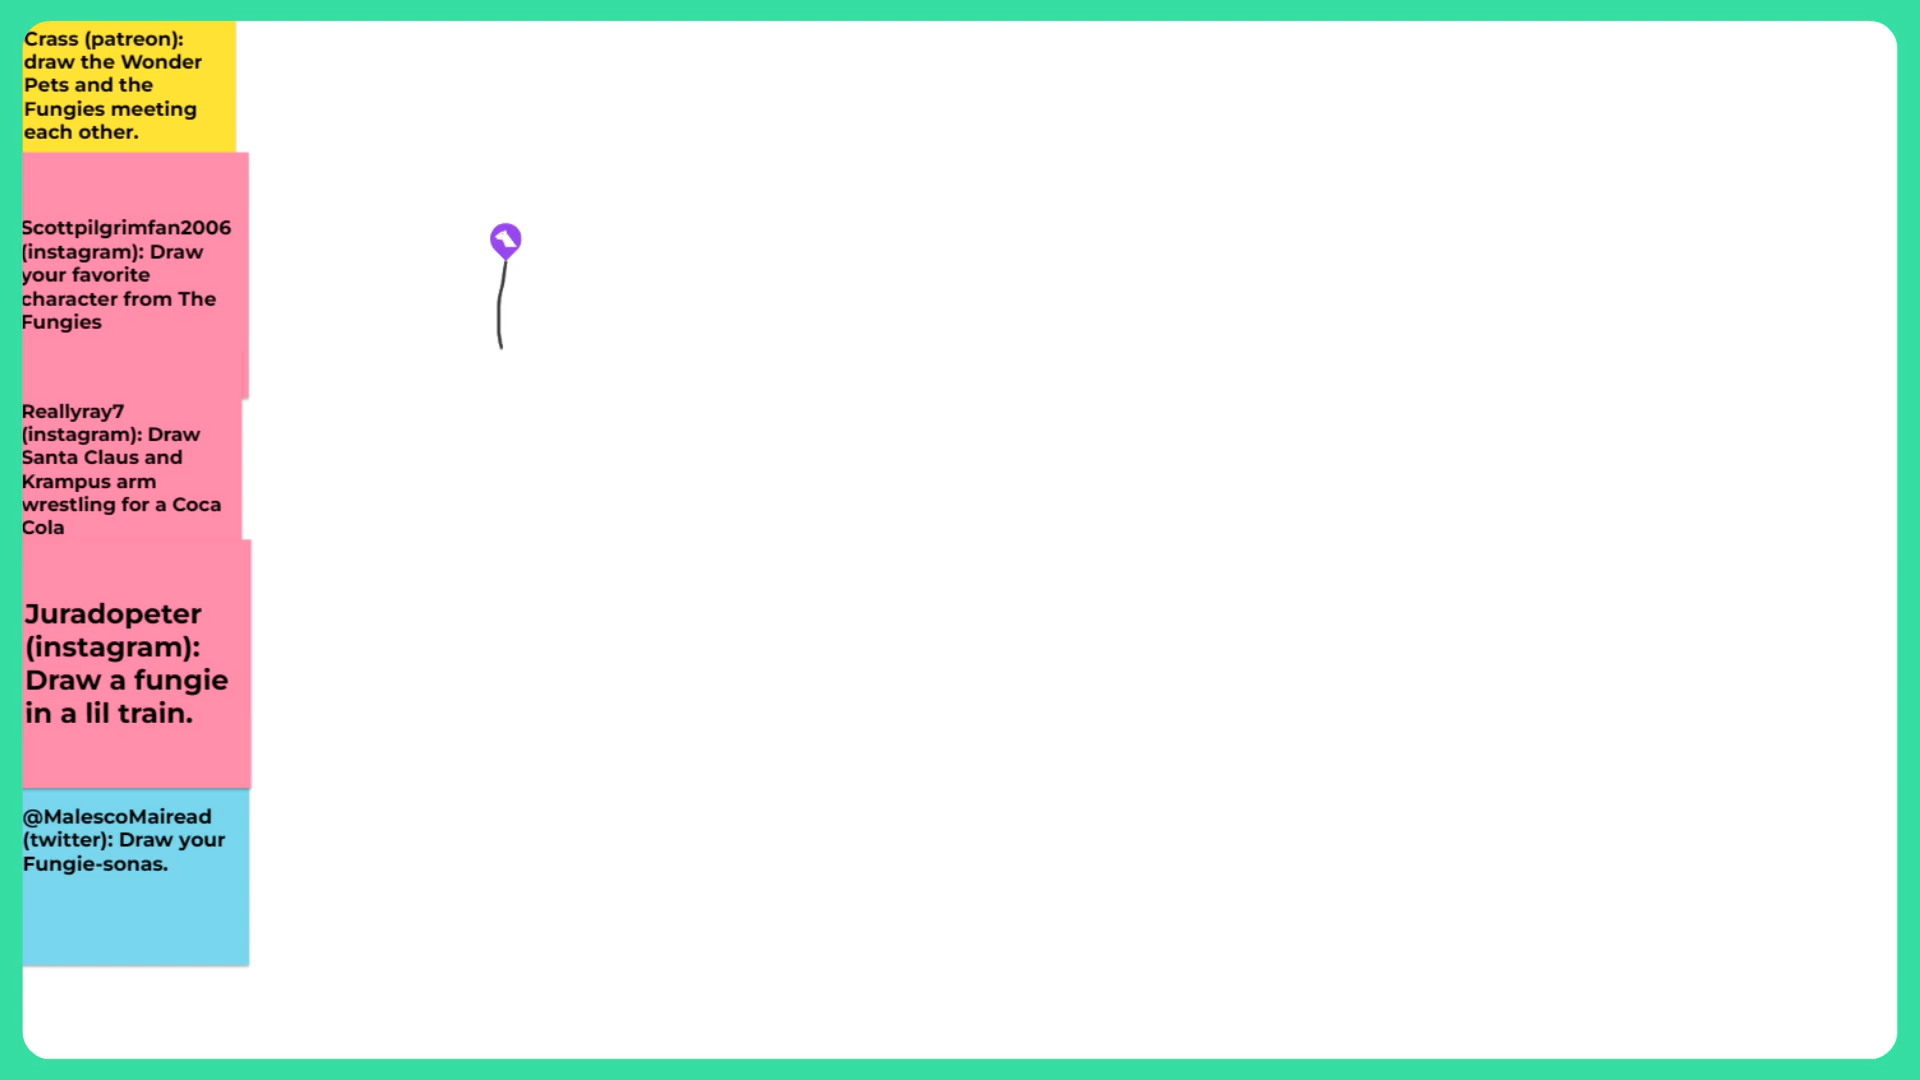 Crass (patreon):
draw the Wonder
Pets and the
Fungies meeting
each other.
Scottpilgrimfan2006
(instagram): Draw
your favorite
character from The
Fungies
Reallyray7
(instagram): Draw
Santa Claus and
Krampus arm
wrestling for a Coca
Cola
Juradopeter
(instagram):
Draw a fungie
in a lil train.
@MalescoMairead
(twitter): Draw your
Fungie-sonas.